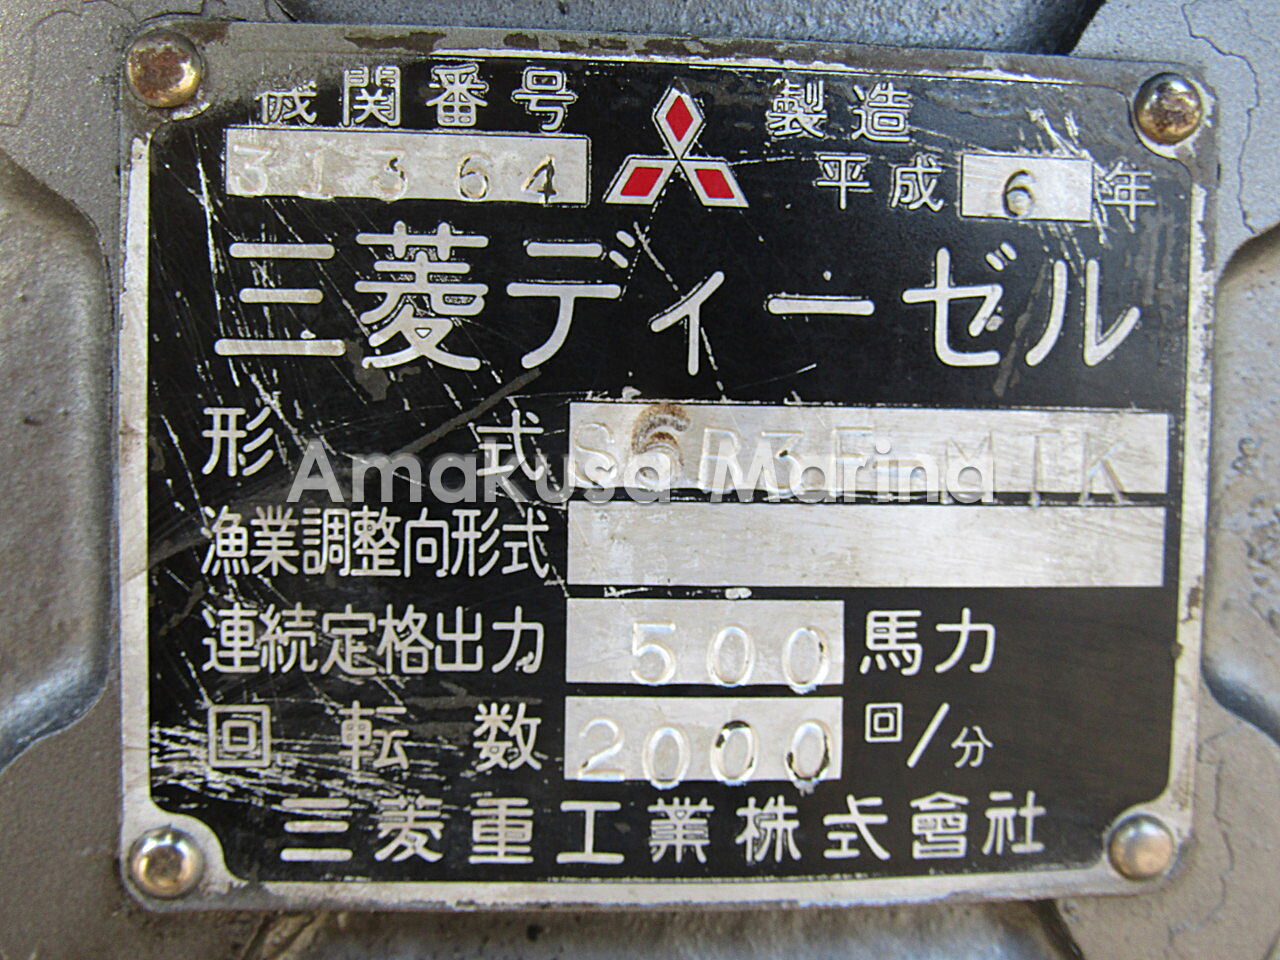 機関番号 製造
31364 平成6年
三菱ディーゼル
形式 S6R3F-MTK
Amakusa Marina
漁業調整向形式
連続定格出力 500 馬力
回転数 2000 回/分
三菱重工業株式會社